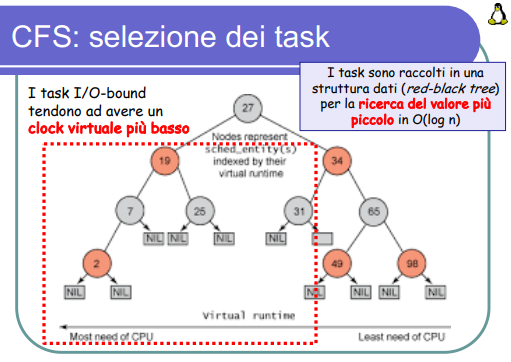 CFS: selezione dei task
I task I/O-bound
tendono ad avere un
clock virtuale più basso
I task sono raccolti in una
struttura dati (red-black tree)
per la ricerca del valore più
piccolo in O(log n)
27
Nodes represent
sched_entity(s)
indexed by their
virtual runtime
19
34
7
25
31
65
NIL
NIL
NIL
NIL
2
49
98
NIL
NIL
NIL
NIL
NIL
NIL
Virtual runtime
Most need of CPU
Least need of CPU